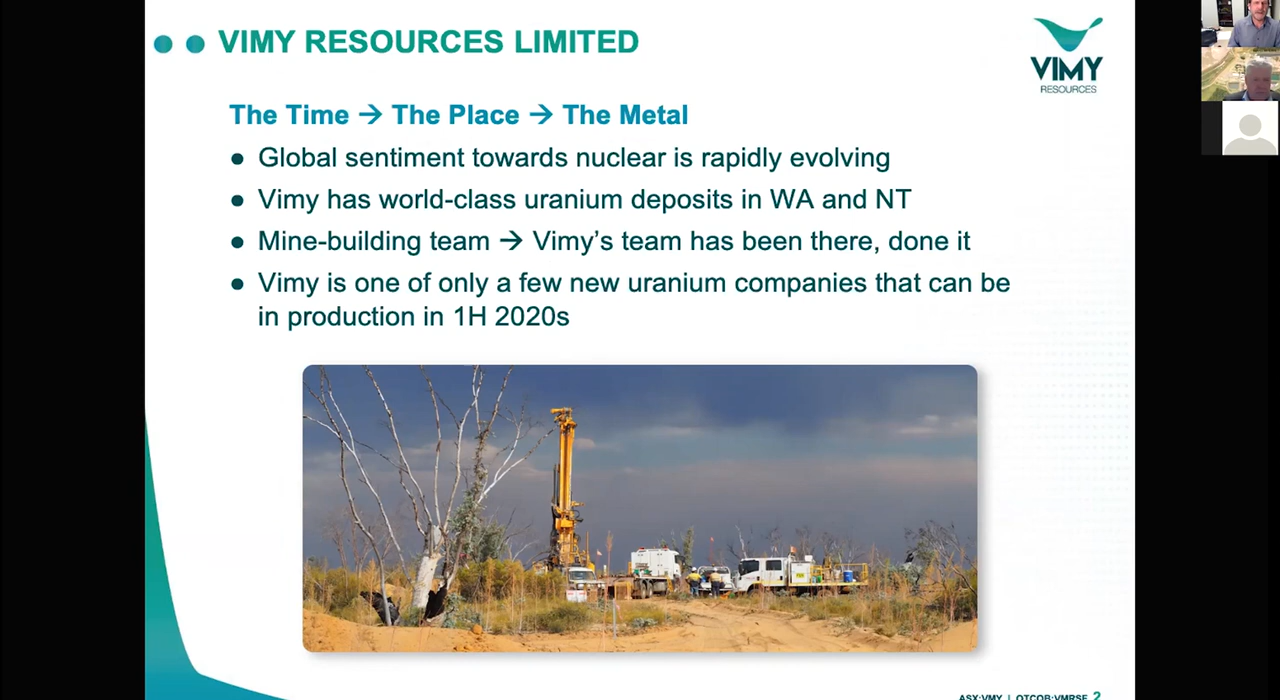 VIMY RESOURCES LIMITED
VIMY
RESOURCES
The Time → The Place → The Metal
● Global sentiment towards nuclear is rapidly evolving
● Vimy has world-class uranium deposits in WA and NT
● Mine-building team → Vimy’s team has been there, done it
● Vimy is one of only a few new uranium companies that can be
in production in 1H 2020s
ASX:VMY | OTCQB:VMRSF 2